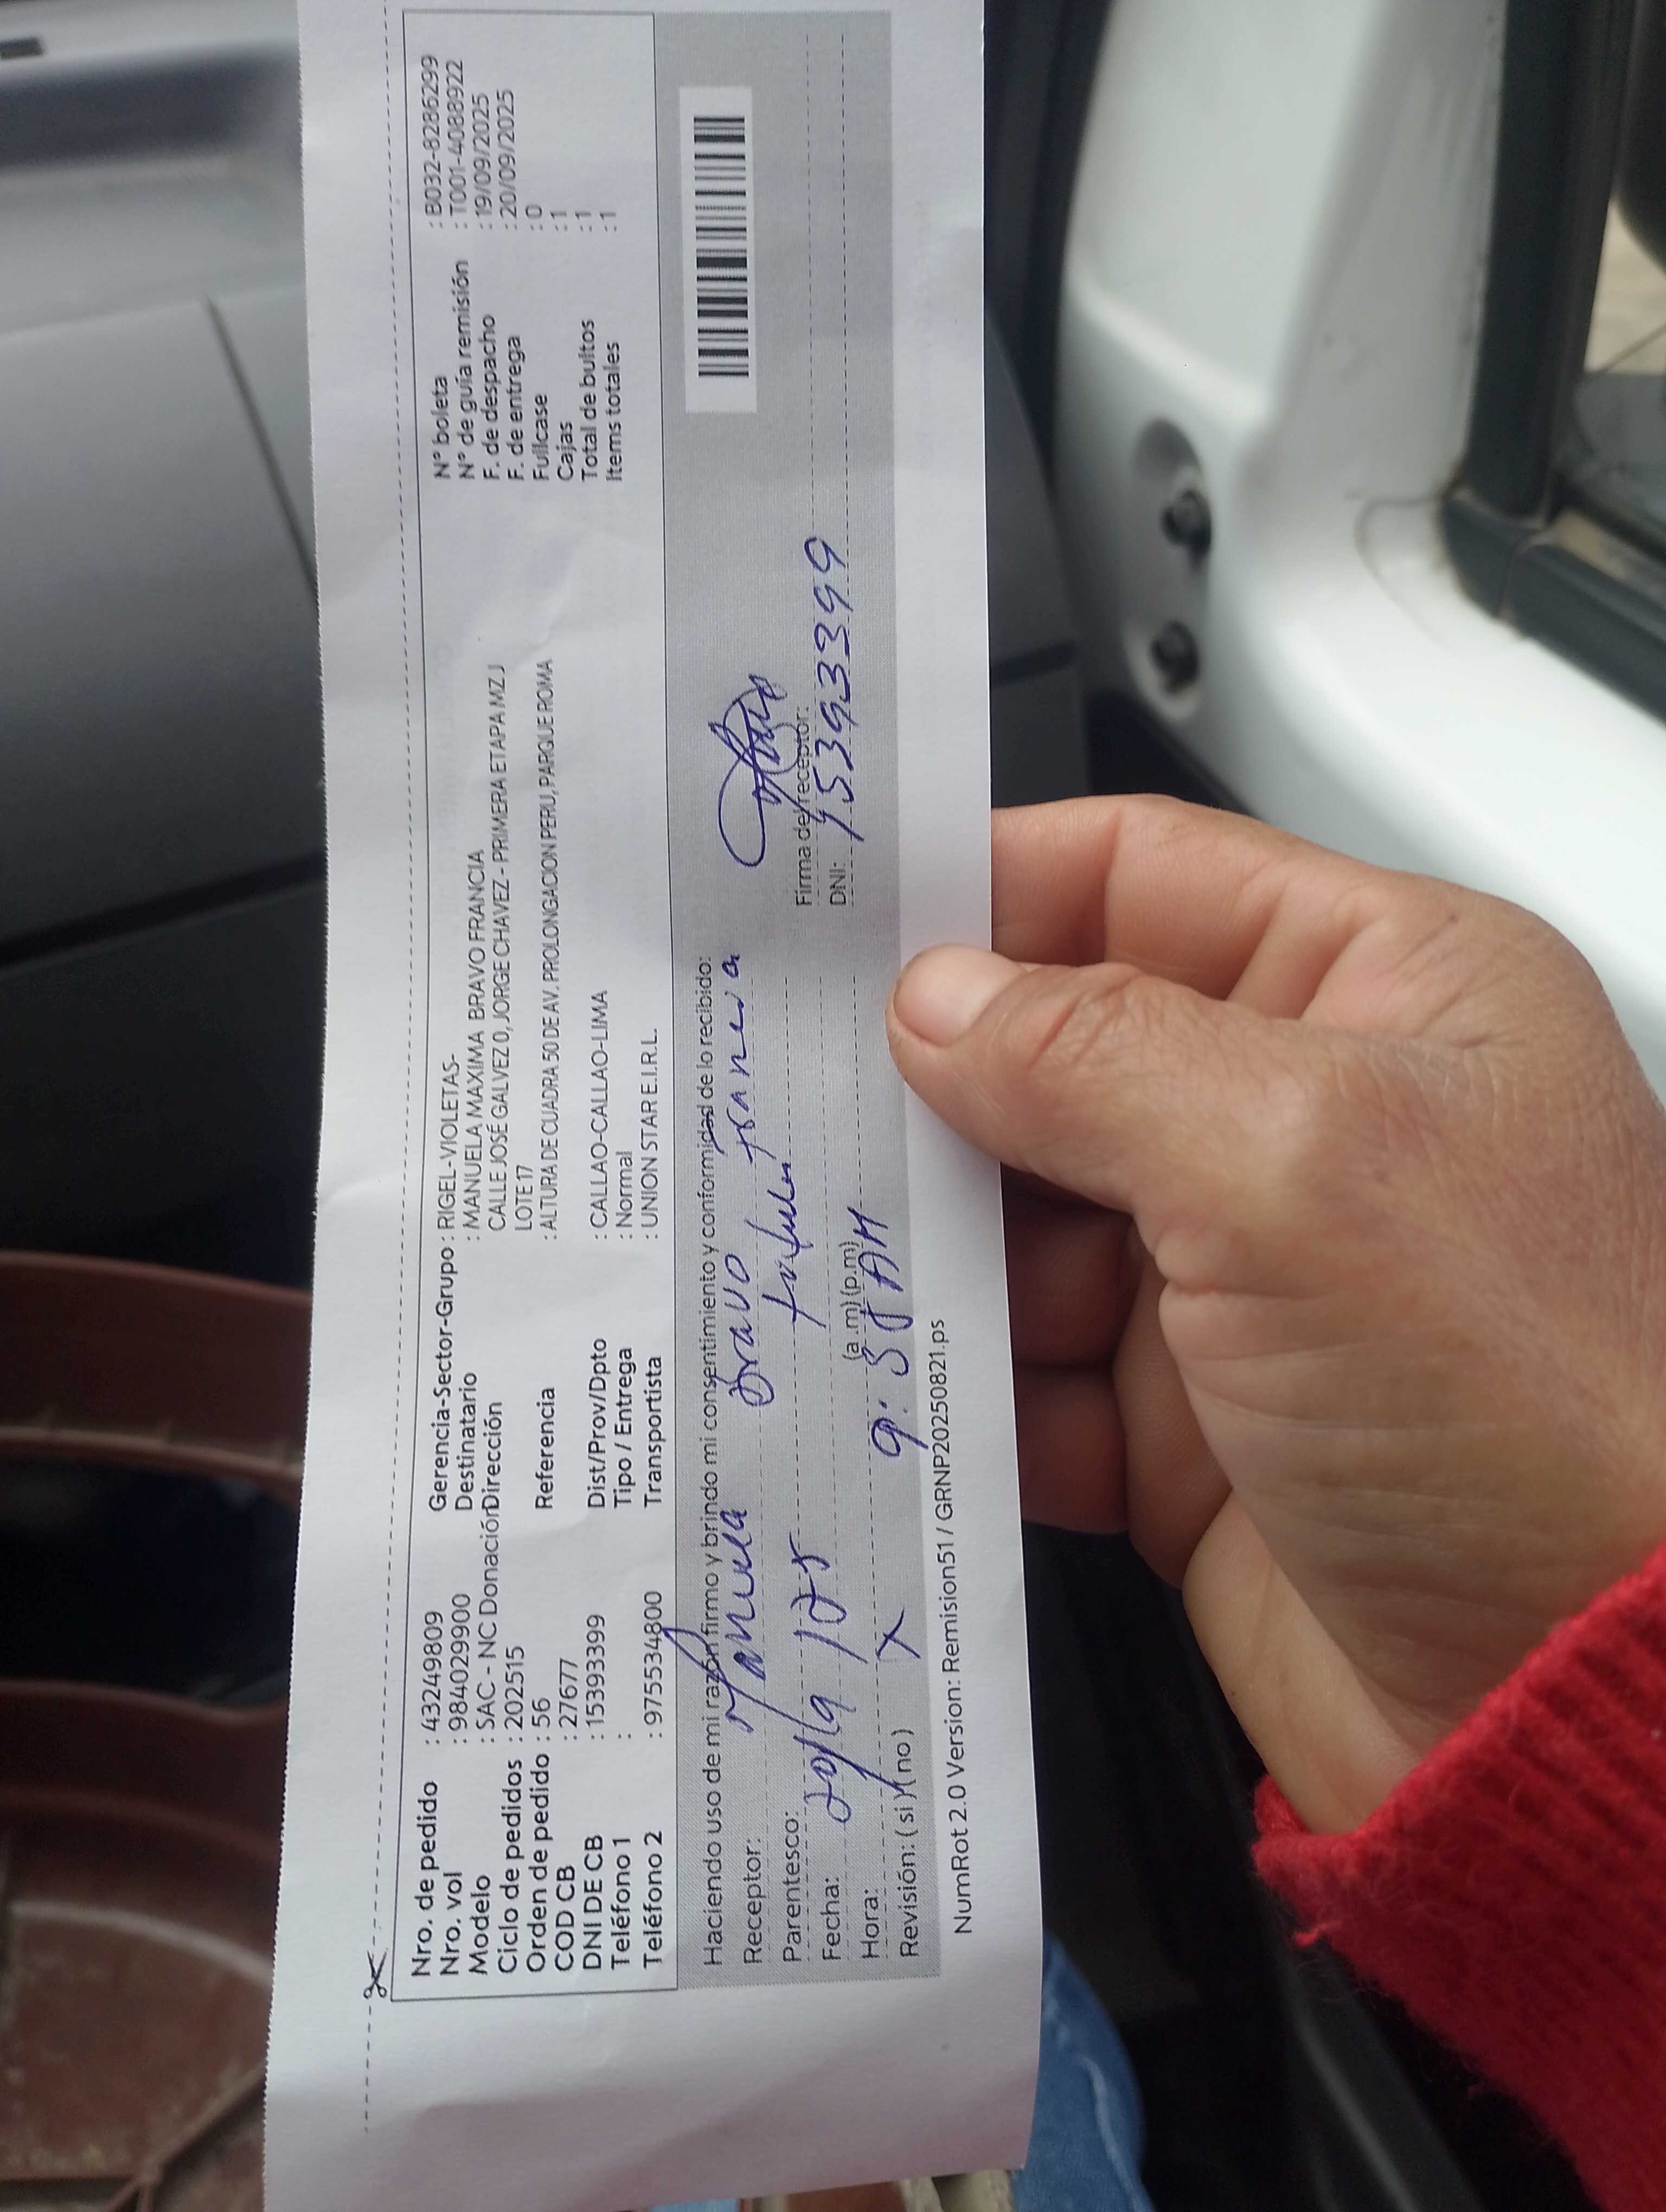 Nro. de pedido : 43249809
Nro. vol : 984029900
Modelo : SAC - NC Donación
Ciclo de pedidos : 202515
Orden de pedido : 56
COD CB : 27677
DNI DE CB : 15393399
Teléfono 1 :
Teléfono 2 : 975534800
Gerencia-Sector-Grupo : RIGEL-VIOLETAS-
Destinatario : MANUELA MAXIMA BRAVO FRANCIA
Dirección CALLE JOSÉ GALVEZ 0, JORGE CHAVEZ - PRIMERA ETAPA MZ J
LOTE 17
Referencia : ALTURA DE CUADRA 50 DE AV. PROLONGACION PERU, PARQUE ROMA
Dist/Prov/Dpto : CALLAO-CALLAO-LIMA
Tipo / Entrega : Normal
Transportista : UNION STAR E.I.R.L.
N° boleta : B032-8286299
N° de guía remisión : T001-4088922
F. de despacho : 19/09/2025
F. de entrega : 20/09/2025
Fullcase : 0
Cajas : 1
Total de bultos : 1
Items totales : 1
Haciendo uso de mi razón firmo y brindo mi consentimiento y conformidad de lo recibido:
Receptor: Manuela Bravo Francia
Parentesco:
Fecha: 20/9/25
Hora: (a.m) (p.m)
Revisión: ( si ) ( no ) X
Firma del receptor:
DNI: 15393399
NumRot 2.0 Version: Remision51 / GRNP20250821.ps